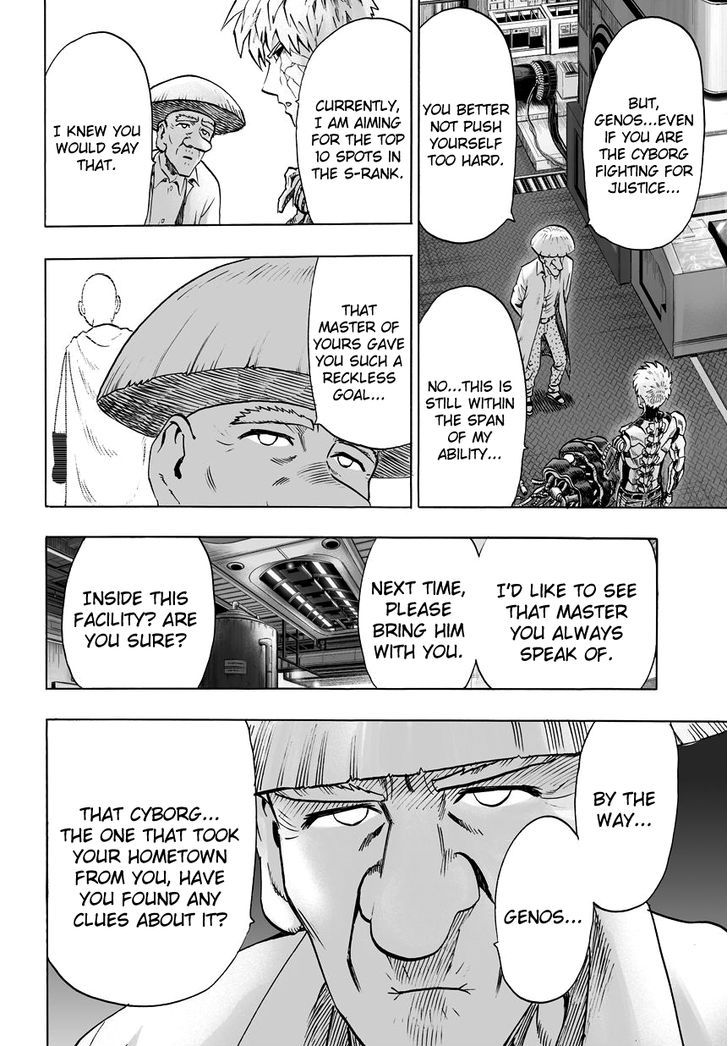 BUT,
GENOS...EVEN
IF YOU ARE
THE CYBORG
FIGHTING FOR
JUSTICE...
YOU BETTER
NOT PUSH
YOURSELF
TOO HARD.
NO...THIS IS
STILL WITHIN
THE SPAN
OF MY
ABILITY...
CURRENTLY,
I AM AIMING
FOR THE TOP
10 SPOTS IN
THE S-RANK.
I KNEW YOU
WOULD SAY
THAT.
THAT
MASTER OF
YOURS GAVE
YOU SUCH A
RECKLESS
GOAL...
I'D LIKE TO SEE
THAT MASTER
YOU ALWAYS
SPEAK OF.
NEXT TIME,
PLEASE
BRING HIM
WITH YOU.
INSIDE THIS
FACILITY? ARE
YOU SURE?
BY THE
WAY...
GENOS...
THAT CYBORG...
THE ONE THAT TOOK
YOUR HOMETOWN
FROM YOU, HAVE
YOU FOUND ANY
CLUES ABOUT IT?